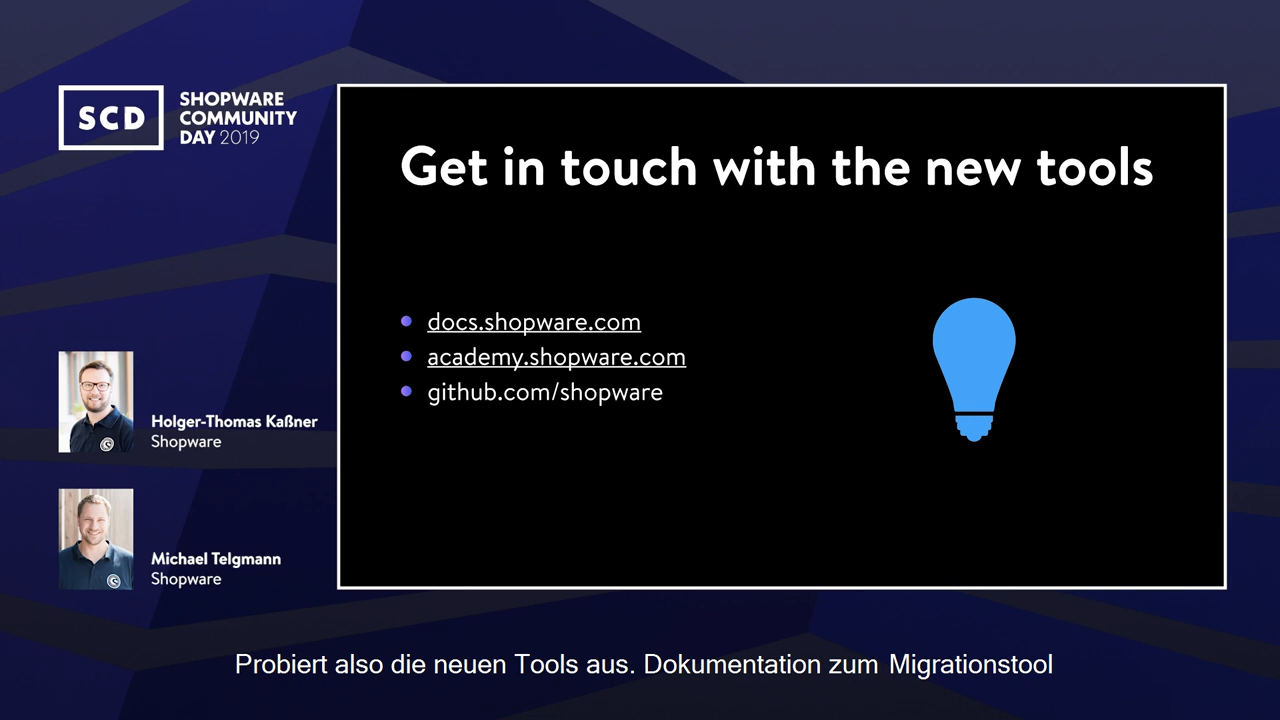 SCD
SHOPWARE
COMMUNITY
DAY 2019
Get in touch with the new tools
docs.shopware.com
academy.shopware.com
github.com/shopware
Holger-Thomas Kaßner
Shopware
Michael Telgmann
Shopware
Probiert also die neuen Tools aus. Dokumentation zum Migrationstool